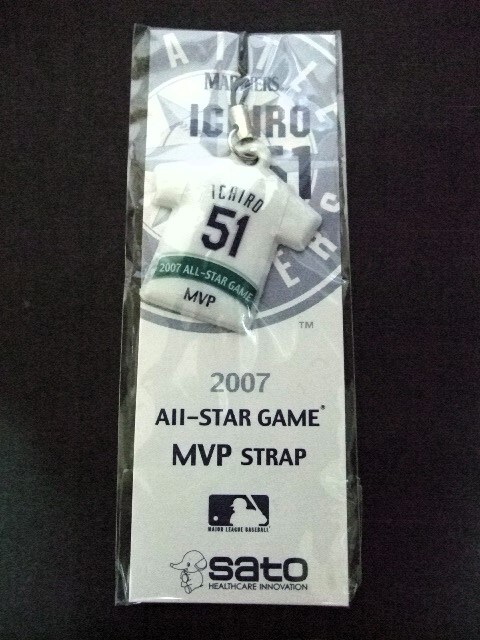 MARINERS
ICHIRO
51
ICHIRO
51
2007 ALL-STAR GAME
MVP
TM
2007
All-STAR GAME®
MVP STRAP
MAJOR LEAGUE BASEBALL
sato
HEALTHCARE INNOVATION